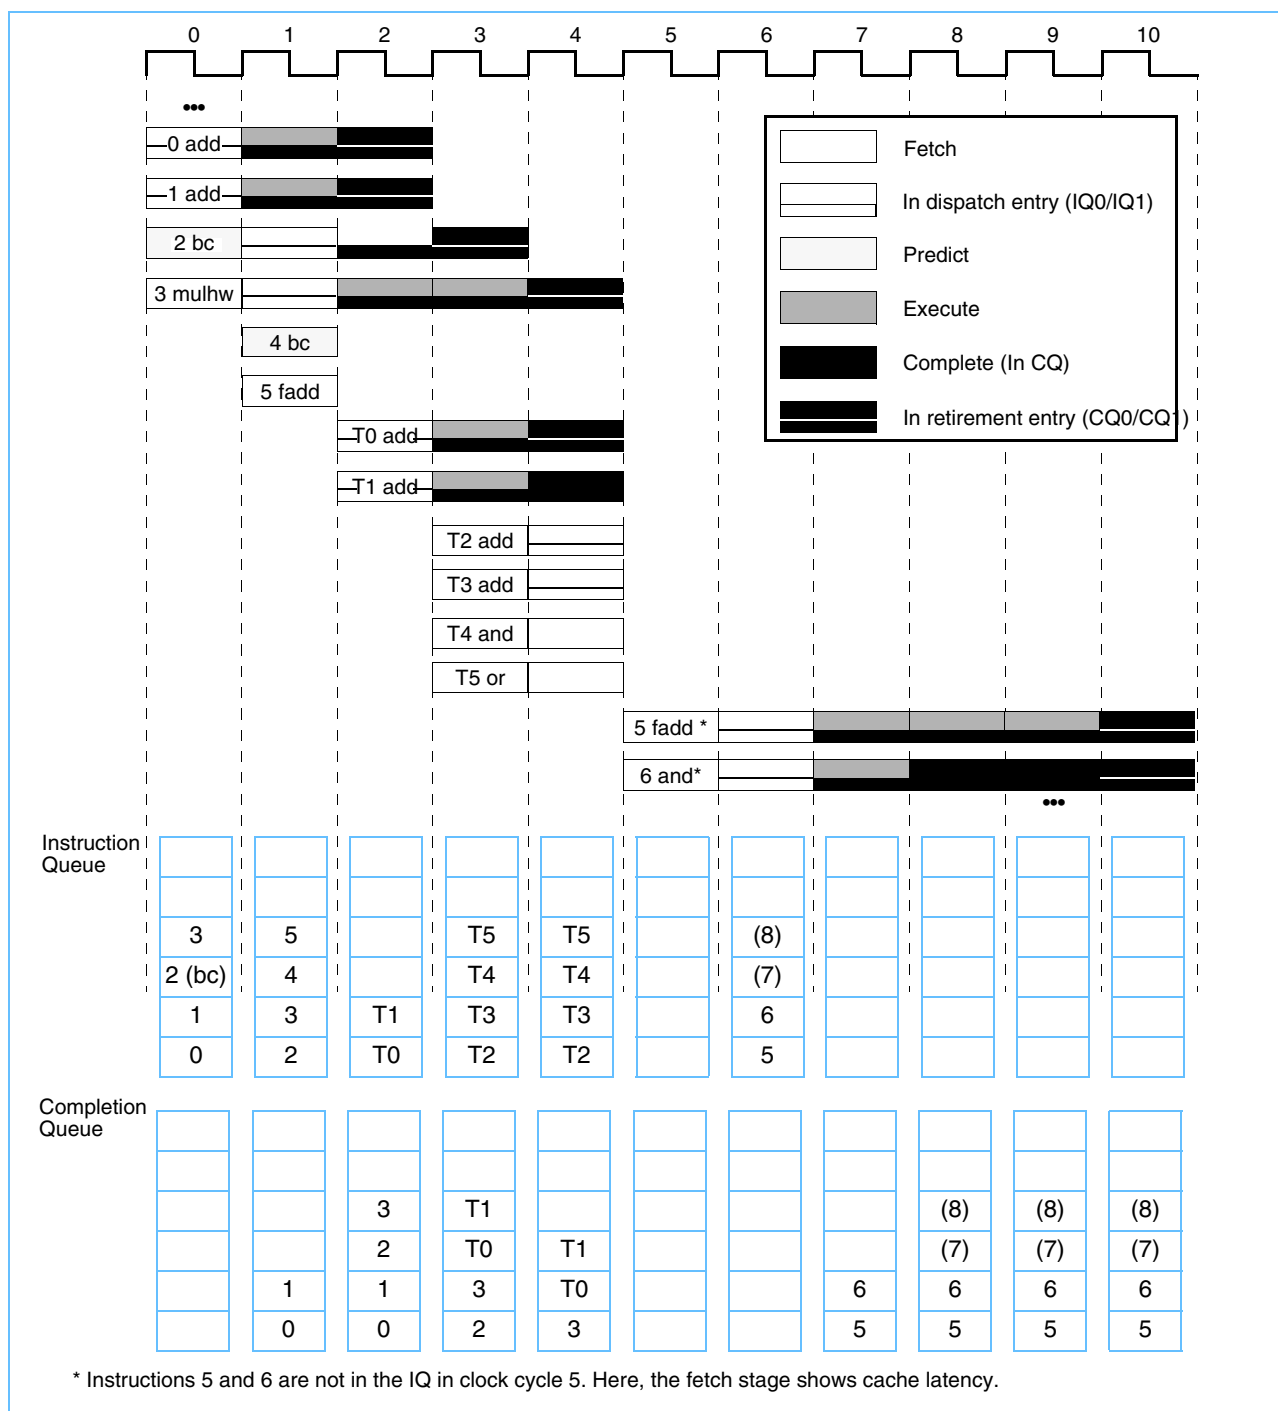 0 1 2 3 4 5 6 7 8 9 10
•••
0 add
1 add
2 bc
3 mulhw
4 bc
5 fadd
T0 add
T1 add
T2 add
T3 add
T4 and
T5 or
5 fadd *
6 and*
•••
Fetch
In dispatch entry (IQ0/IQ1)
Predict
Execute
Complete (In CQ)
In retirement entry (CQ0/CQ1)
Instruction
Queue
3 5 T5 T5 (8)
2 (bc) 4 T4 T4 (7)
1 3 T1 T3 T3 6
0 2 T0 T2 T2 5
Completion
Queue
3 T1 (8) (8) (8)
2 T0 T1 (7) (7) (7)
1 1 3 T0 6 6 6 6
0 0 2 3 5 5 5 5
* Instructions 5 and 6 are not in the IQ in clock cycle 5. Here, the fetch stage shows cache latency.